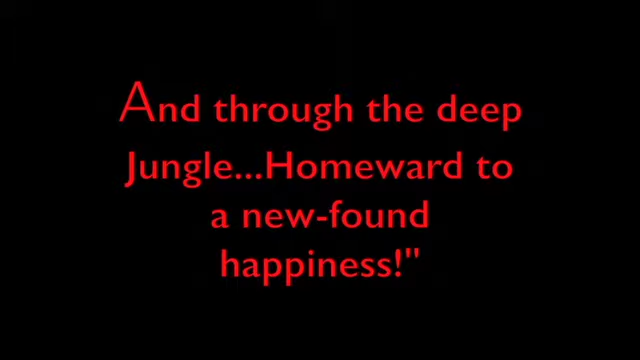 And through the deep
Jungle...Homeward to
a new-found
happiness!"